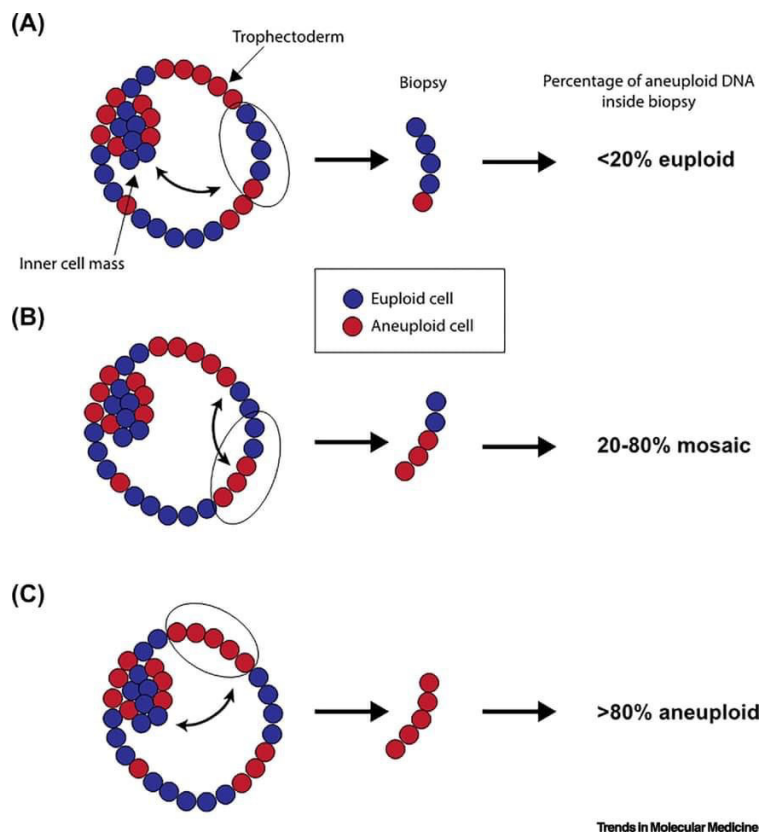 (A)
Trophectoderm
Biopsy
Percentage of aneuploid DNA
inside biopsy
<20% euploid
Inner cell mass
Euploid cell
Aneuploid cell
(B)
20-80% mosaic
(C)
>80% aneuploid
Trends in Molecular Medicine